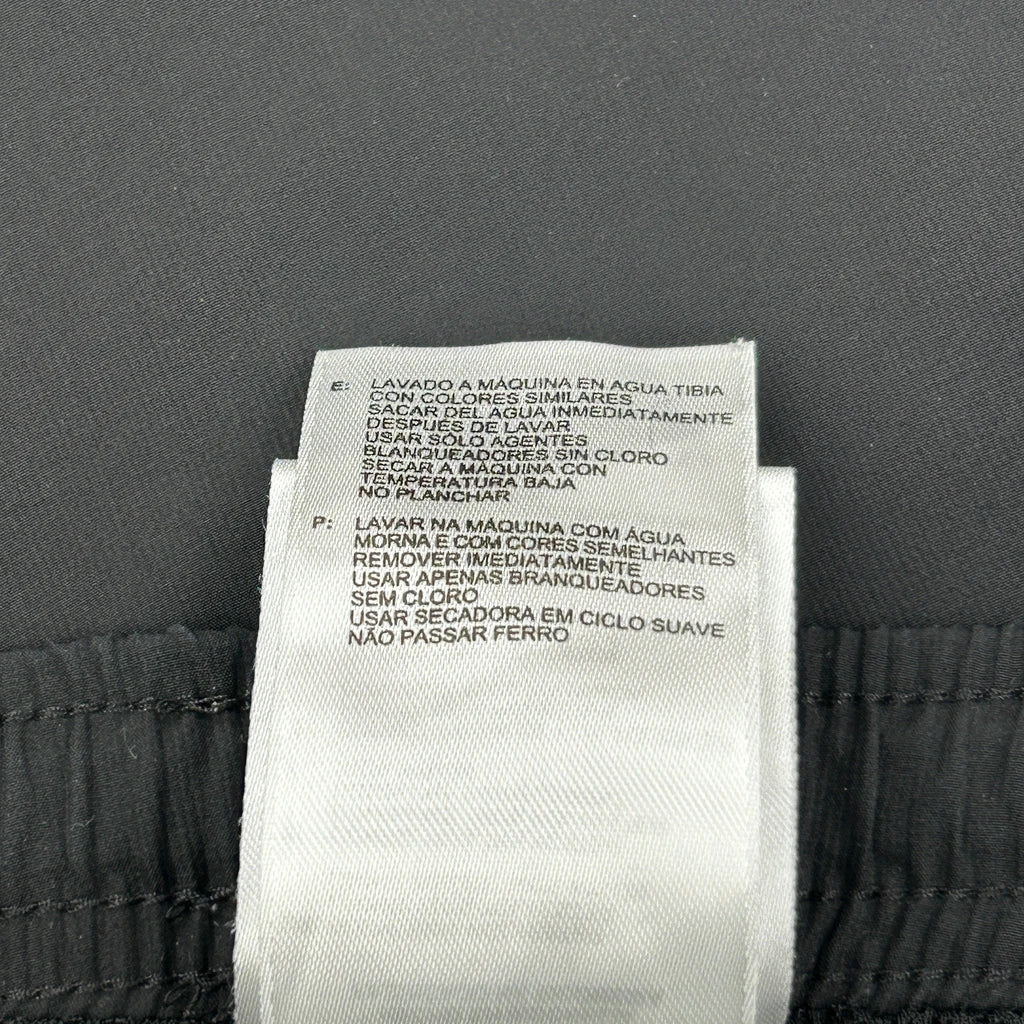 E: LAVADO A MÁQUINA EN AGUA TIBIA
CON COLORES SIMILARES
SACAR DEL AGUA INMEDIATAMENTE
DESPUÉS DE LAVAR
USAR SÓLO AGENTES
BLANQUEADORES SIN CLORO
SECAR A MÁQUINA CON
TEMPERATURA BAJA
NO PLANCHAR
P: LAVAR NA MÁQUINA COM ÁGUA
MORNA E COM CORES SEMELHANTES
REMOVER IMEDIATAMENTE
USAR APENAS BRANQUEADORES
SEM CLORO
USAR SECADORA EM CICLO SUAVE
NÃO PASSAR FERRO